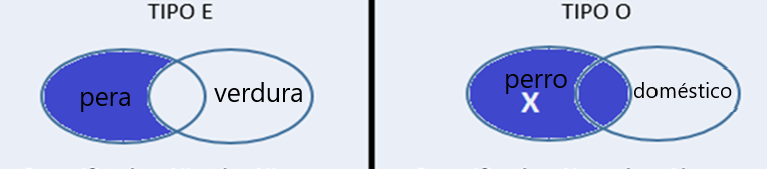 TIPO E
pera
verdura
TIPO O
perro
X
doméstico